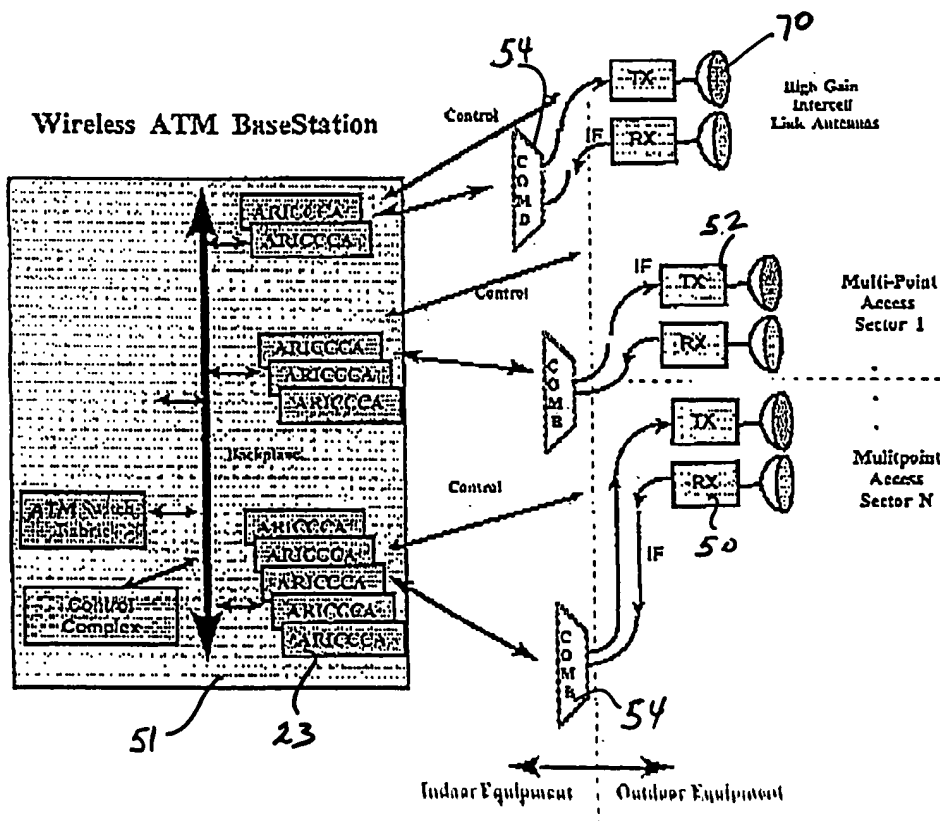 54
70
TX
High Gain
Intercell
Link Antennas
Wireless ATM BaseStation
Control
IF
RX
ARICCCA
ARICCCA
52
IF
TX
Multi-Point
Access
Sector 1
Control
RX
ARICCCA
ARICCCA
ARICCCA
COMB
TX
Backplane
Mulitpoint
Access
Sector N
Control
RX
ATM Switch
Fabric
50
IF
ARICCCA
ARICCCA
ARICCCA
ARICCCA
ARICCCA
Control
Complex
COMB
54
51
23
Indoor Equipment
Outdoor Equipment